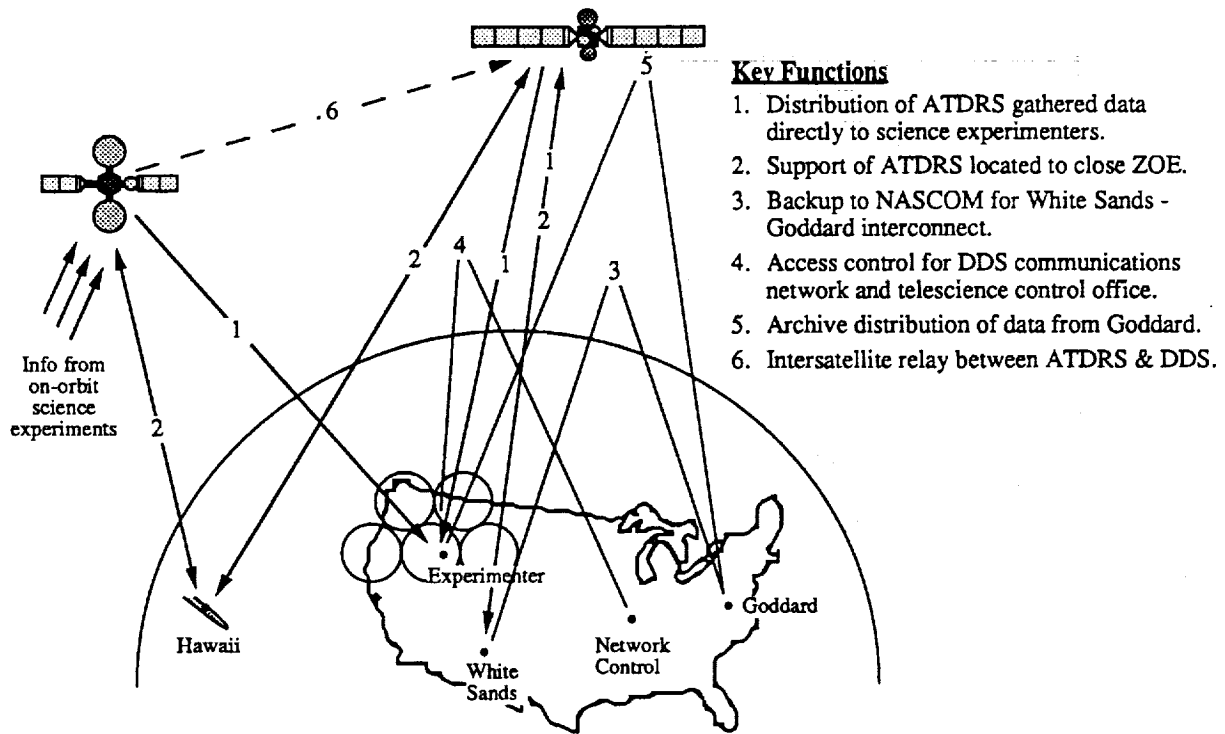 Key Functions
1. Distribution of ATDRS gathered data
directly to science experimenters.
2. Support of ATDRS located to close ZOE.
3. Backup to NASCOM for White Sands -
Goddard interconnect.
4. Access control for DDS communications
network and telescience control office.
5. Archive distribution of data from Goddard.
6. Intersatellite relay between ATDRS & DDS.
5
.6
1
2
4
2
1
3
1
2
Info from
on-orbit
science
experiments
Experimenter
Goddard
Hawaii
White
Sands
Network
Control